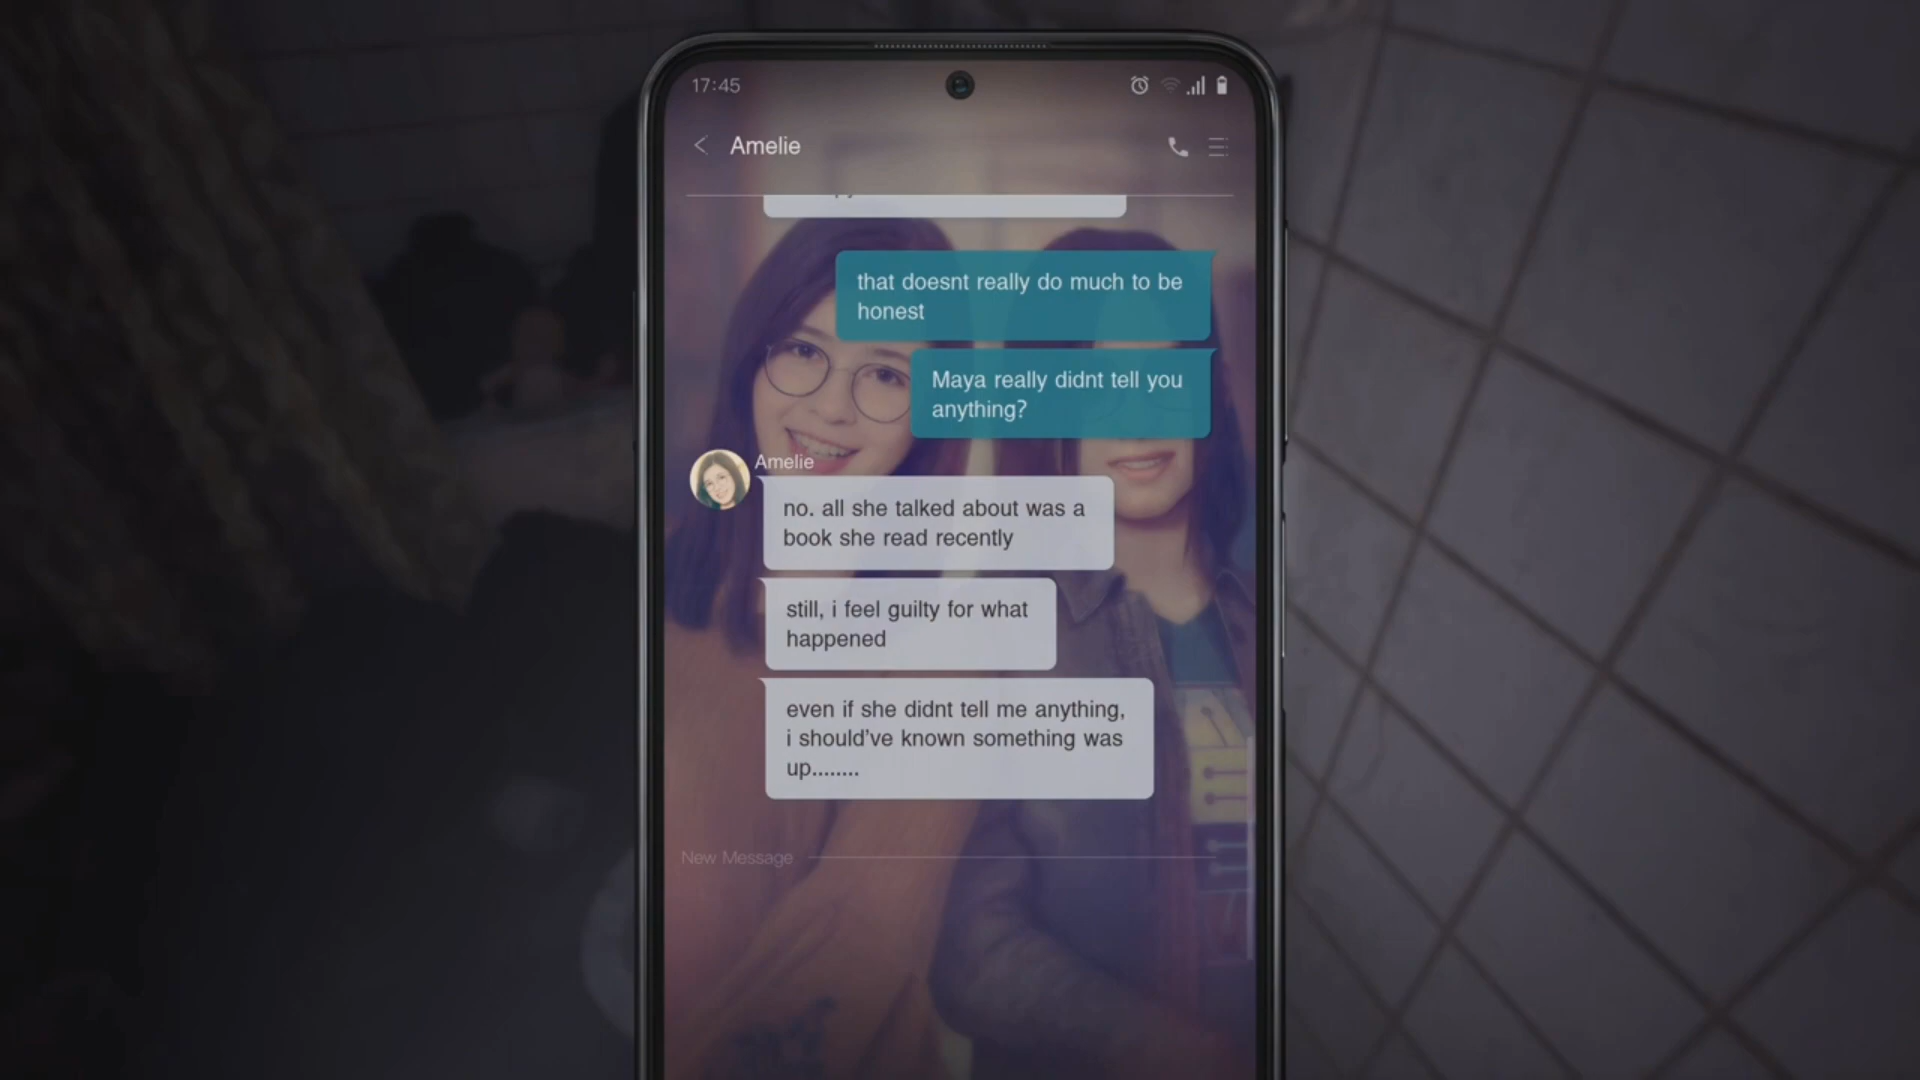 17:45
Amelie
that doesnt really do much to be
honest
Maya really didnt tell you
anything?
Amelie
no. all she talked about was a
book she read recently
still, i feel guilty for what
happened
even if she didnt tell me anything,
i should've known something was
up........
New Message